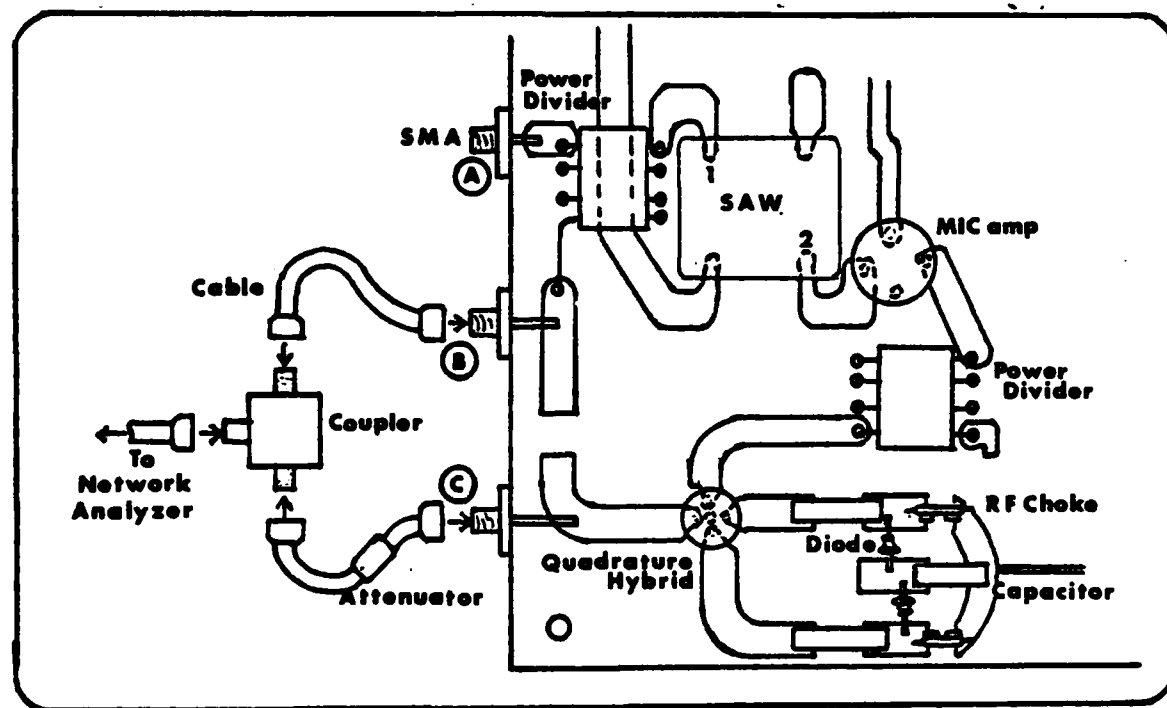 Power
Divider
SMA
A
1
SAW
2
MIC amp
Cable
B
Power
Divider
Coupler
To
Network
Analyzer
C
RF Choke
Diode
Quadrature
Hybrid
Capacitor
Attenuator